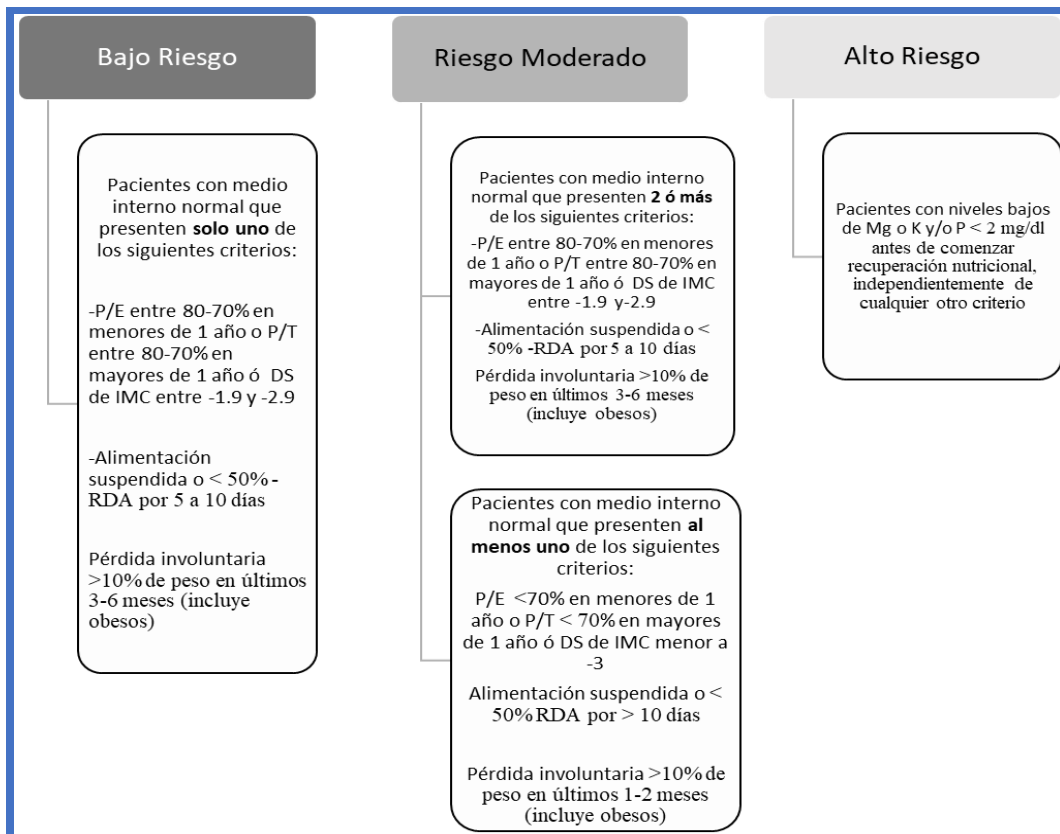 Bajo Riesgo
Pacientes con medio
interno normal que
presenten solo uno de
los siguientes criterios:
-P/E entre 80-70% en
menores de 1 año o P/T
entre 80-70% en
mayores de 1 año ó DS
de IMC entre -1.9 y -2.9
-Alimentación
suspendida o < 50% -
RDA por 5 a 10 días
Pérdida involuntaria
>10% de peso en últimos
3-6 meses (incluye
obesos)
Riesgo Moderado
Pacientes con medio interno
normal que presenten 2 ó más
de los siguientes criterios:
-P/E entre 80-70% en menores
de 1 año o P/T entre 80-70% en
mayores de 1 año ó DS de IMC
entre -1.9 y-2.9
-Alimentación suspendida o <
50% -RDA por 5 a 10 días
Pérdida involuntaria >10% de
peso en últimos 3-6 meses
(incluye obesos)
Pacientes con medio interno
normal que presenten al
menos uno de los siguientes
criterios:
P/E <70% en menores de 1
año o P/T < 70% en mayores
de 1 año ó DS de IMC menor a
-3
Alimentación suspendida o <
50% RDA por > 10 días
Pérdida involuntaria >10% de
peso en últimos 1-2 meses
(incluye obesos)
Alto Riesgo
Pacientes con niveles bajos
de Mg o K y/o P < 2 mg/dl
antes de comenzar
recuperación nutricional,
independientemente de
cualquier otro criterio